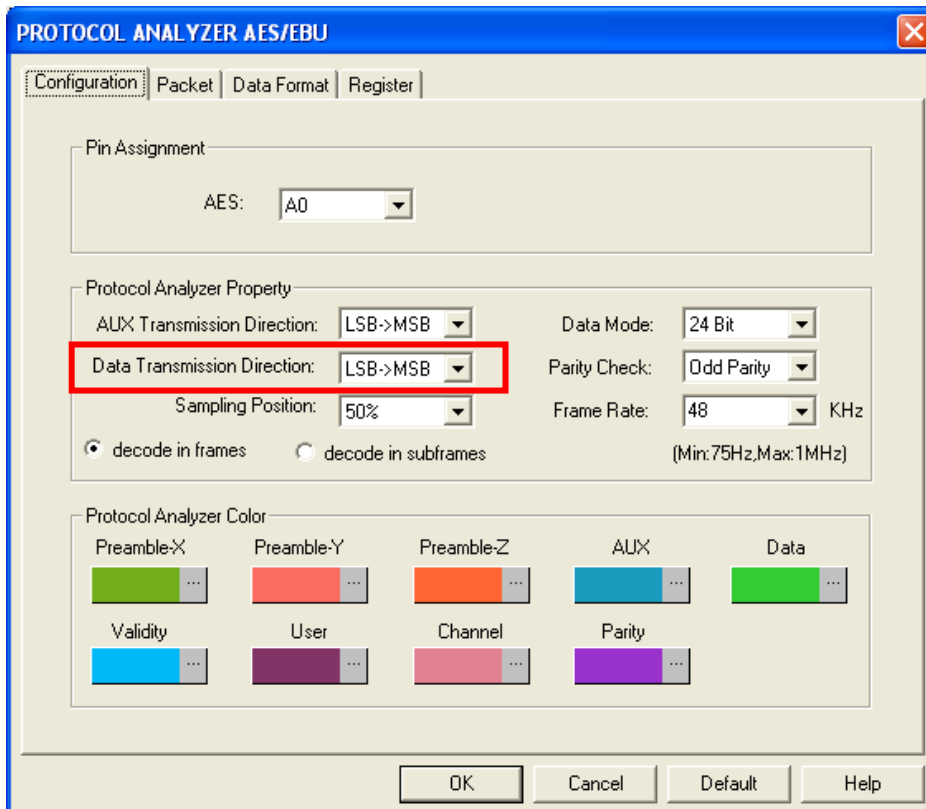 PROTOCOL ANALYZER AES/EBU
Configuration Packet Data Format Register
Pin Assignment
AES: A0
Protocol Analyzer Property
AUX Transmission Direction: LSB->MSB Data Mode: 24 Bit
Data Transmission Direction: LSB->MSB Parity Check: Odd Parity
Sampling Position: 50% Frame Rate: 48 KHz
decode in frames decode in subframes (Min:75Hz,Max:1MHz)
Protocol Analyzer Color
Preamble-X Preamble-Y Preamble-Z AUX Data
... ... ... ... ...
Validity User Channel Parity
... ... ... ...
OK Cancel Default Help